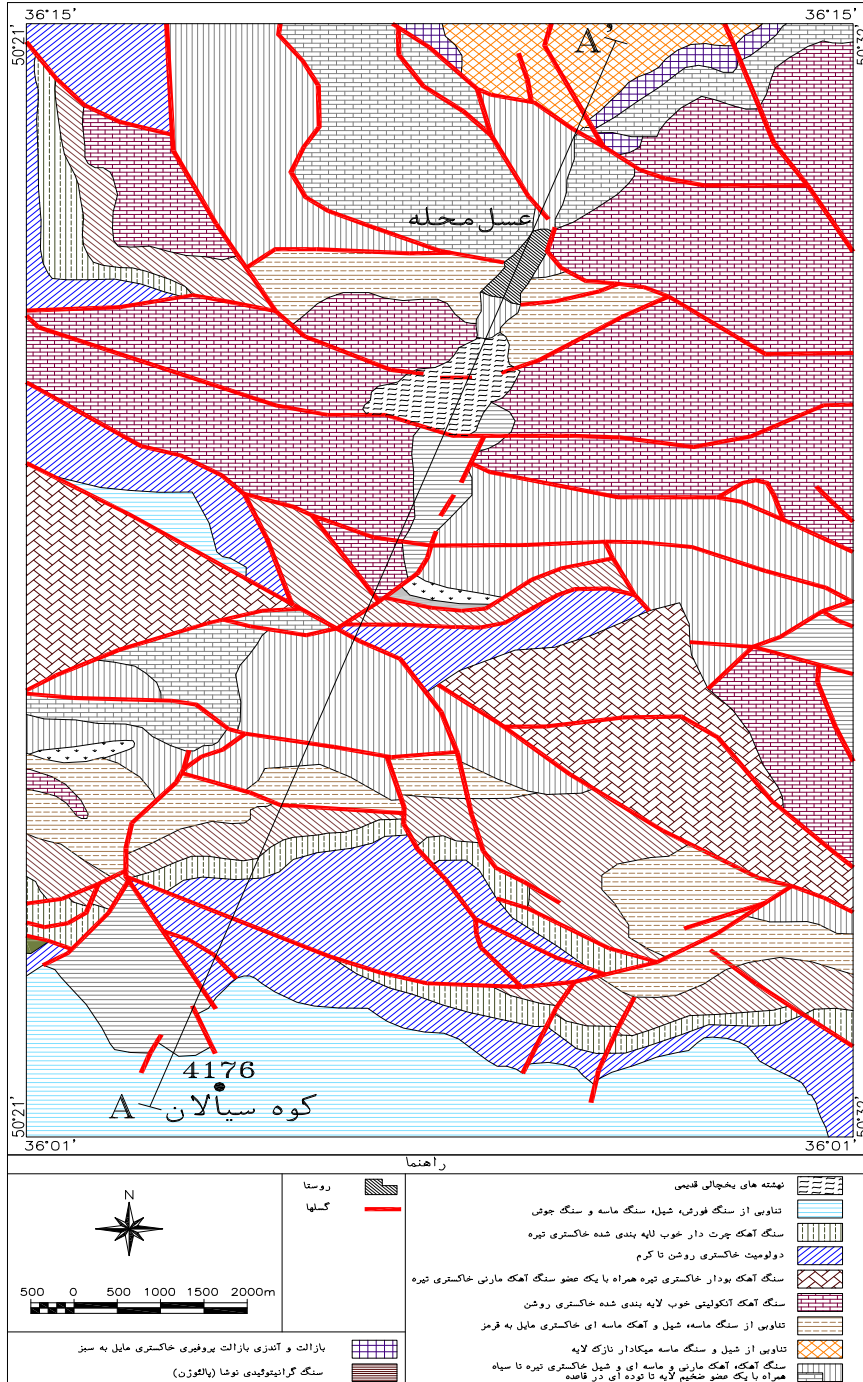 36°15'
36°15'
50°21'
50°32'
A'
عسل محله
4176
کوه سیالان
A
50°21'
50°32'
36°01'
36°01'
راهنما
نهشته های یخچالی قدیمی
تناوبی از سنگ فورش، شیل، سنگ ماسه و سنگ جوش
سنگ آهک چرت دار خوب لایه بندی شده خاکستری تیره
دولومیت خاکستری روشن تا کرم
سنگ آهک بودار خاکستری تیره همراه با یک عضو سنگ آهک مارنی خاکستری تیره
سنگ آهک آنکولیتی خوب لایه بندی شده خاکستری روشن
تناوبی از سنگ ماسه، شیل و آهک ماسه ای خاکستری مایل به قرمز
تناوبی از شیل و سنگ ماسه میکادار نازک لایه
سنگ آهک، آهک مارنی و ماسه ای و شیل خاکستری تیره تا سیاه
همراه با یک عضو ضخیم لایه تا توده ای در قاعده
روستا
گسلها
N
500 0 500 1000 1500 2000m
بازالت و آندزی بازالت پروفیری خاکستری مایل به سبز
سنگ گرانیتوئیدی نوشا (پالئوژن)